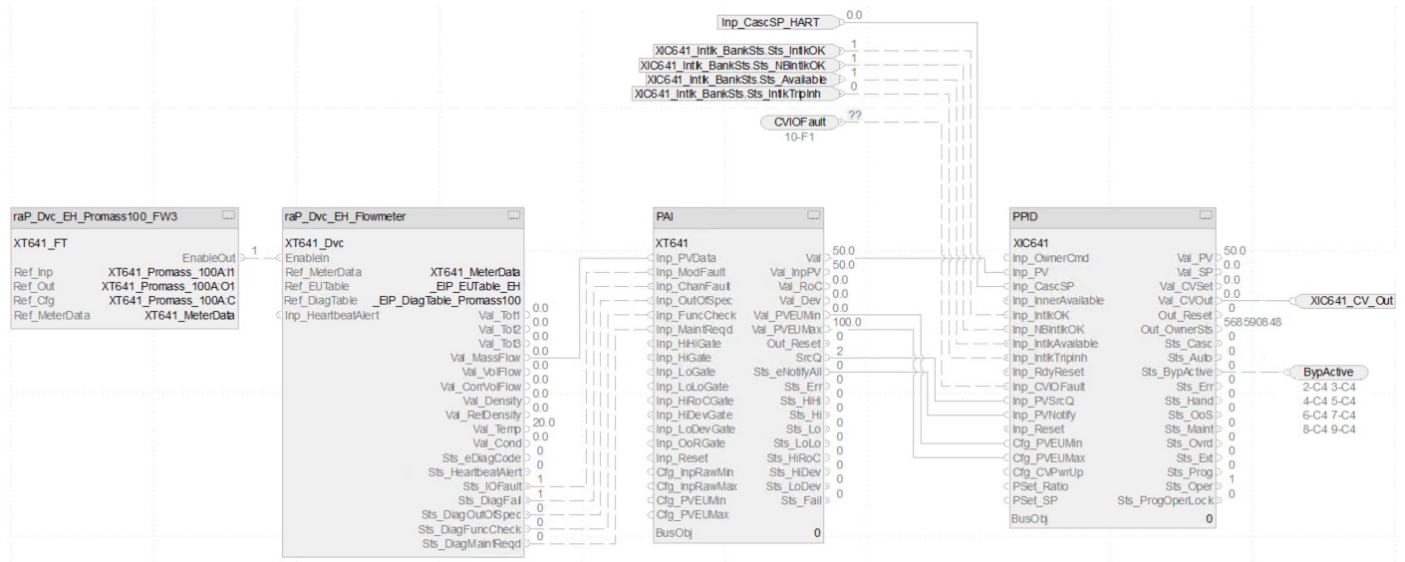 Inp_CascSP_HART 0.0
XIC641_Intlk_BankSts.Sts_IntlkOK 1
XIC641_Intlk_BankSts.Sts_NBIntlkOK 1
XIC641_Intlk_BankSts.Sts_Available 1
XIC641_Intlk_BankSts.Sts_IntlkTripInh 0
CVIOFault ??
10-F1
raP_Dvc_EH_Promass100_FW3
XT641_FT
EnableOut 1
Ref_Inp XT641_Promass_100A:I1
Ref_Out XT641_Promass_100A:O1
Ref_Cfg XT641_Promass_100A:C
Ref_MeterData XT641_MeterData
raP_Dvc_EH_Flowmeter
XT641_Dvc
EnableIn
Ref_MeterData XT641_MeterData
Ref_EUTable _EIP_EUTable_EH
Ref_DiagTable _EIP_DiagTable_Promass100
Inp_HeartbeatAlert
Val_Tot1 0.0
Val_Tot2 0.0
Val_Tot3 0.0
Val_MassFlow 0.0
Val_VolFlow 0.0
Val_CorrVolFlow 0.0
Val_Density 0.0
Val_RefDensity 0.0
Val_Temp 20.0
Val_Cond 0.0
Sts_eDiagCode 0
Sts_HeartbeatAlert 0
Sts_IOFault 1
Sts_DiagFail 1
Sts_DiagOutOfSpec 0
Sts_DiagFuncCheck 0
Sts_DiagMaintReqd 0
PAI
XT641
Inp_PVData Val 50.0
Inp_ModFault Val_InpPV 50.0
Inp_ChanFault Val_RoC 0.0
Inp_OutOfSpec Val_Dev 0.0
Inp_FuncCheck Val_PVEUMin 0.0
Inp_MaintReqd Val_PVEUMax 100.0
Inp_HiHiGate Out_Reset 0
Inp_HiGate SrcQ 2
Inp_LoGate Sts_eNotifyAll 0
Inp_LoLoGate Sts_Err 0
Inp_HiRoCGate Sts_HiHi 0
Inp_HiDevGate Sts_Hi 0
Inp_LoDevGate Sts_Lo 0
Inp_OoRGate Sts_LoLo 0
Inp_Reset Sts_HiRoC 0
Cfg_InpRawMin Sts_HiDev 0
Cfg_InpRawMax Sts_LoDev 0
Cfg_PVEUMin Sts_Fail 0
Cfg_PVEUMax
BusObj 0
PPID
XIC641
Inp_OwnerCmd Val_PV 50.0
Inp_PV Val_SP 0.0
Inp_CascSP Val_CVSet 0.0
Inp_InnerAvailable Val_CVOut 0.0
Inp_IntlkOK Out_Reset 0
Inp_NBIntlkOK Out_OwnerSts 568590848
Inp_IntlkAvailable Sts_Casc 0
Inp_IntlkTripInh Sts_Auto 0
Inp_RdyReset Sts_BypActive 0
Inp_CVIOFault Sts_Err 0
Inp_PVSrcQ Sts_Hand 0
Inp_PVNotify Sts_OoS 0
Inp_Reset Sts_Maint 0
Cfg_PVEUMin Sts_Ovrd 0
Cfg_PVEUMax Sts_Ext 0
Cfg_CVPwrUp Sts_Prog 0
PSet_Ratio Sts_Oper 1
PSet_SP Sts_ProgOperLock 0
BusObj 0
XIC641_CV_Out
BypActive
2-C4 3-C4
4-C4 5-C4
6-C4 7-C4
8-C4 9-C4